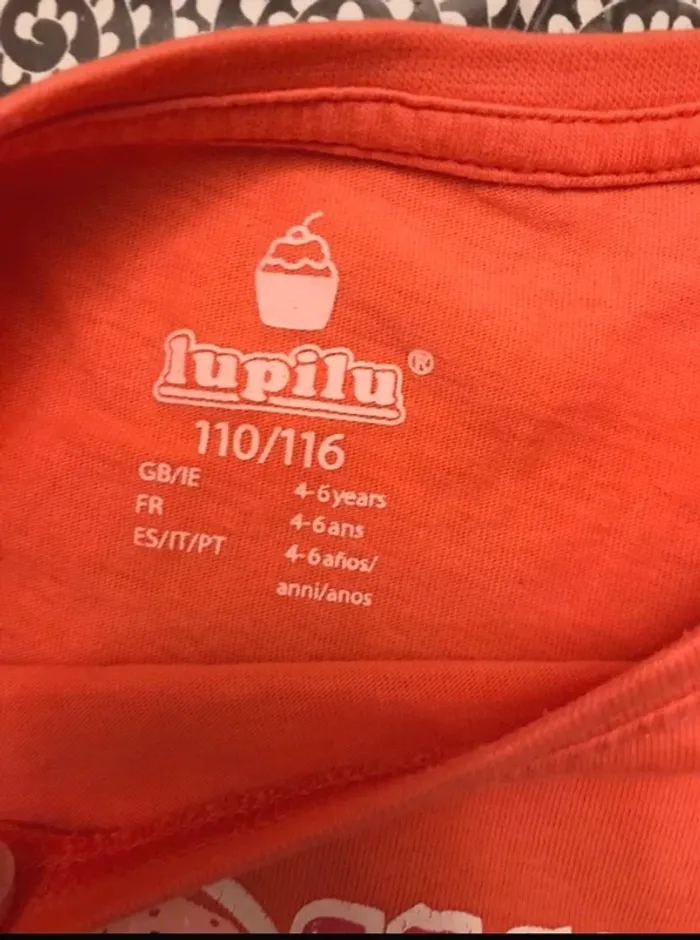 lupilu®
110/116
GB/IE 4-6 years
FR 4-6 ans
ES/IT/PT 4-6 años/
anni/anos